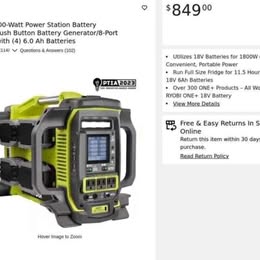 00-Watt Power Station Battery
ush Button Battery Generator/8-Port
with (4) 6.0 Ah Batteries
(114) Questions & Answers (102)
PTIA 2023
Hover Image to Zoom
$849 00
Utilizes 18V Batteries for 1800W
Convenient, Portable Power
Run Full Size Fridge for 11.5 Hour
18V 6Ah Batteries
Over 300 ONE+ Products – All Wo
RYOBI ONE+ 18V Battery
View More Details
Free & Easy Returns In S
Online
Return this item within 30 days
purchase.
Read Return Policy